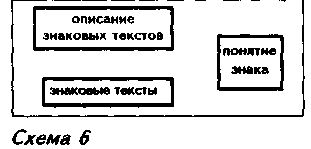 описание
знаковых текстов
понятие
знака
знаковые тексты
Схема 6